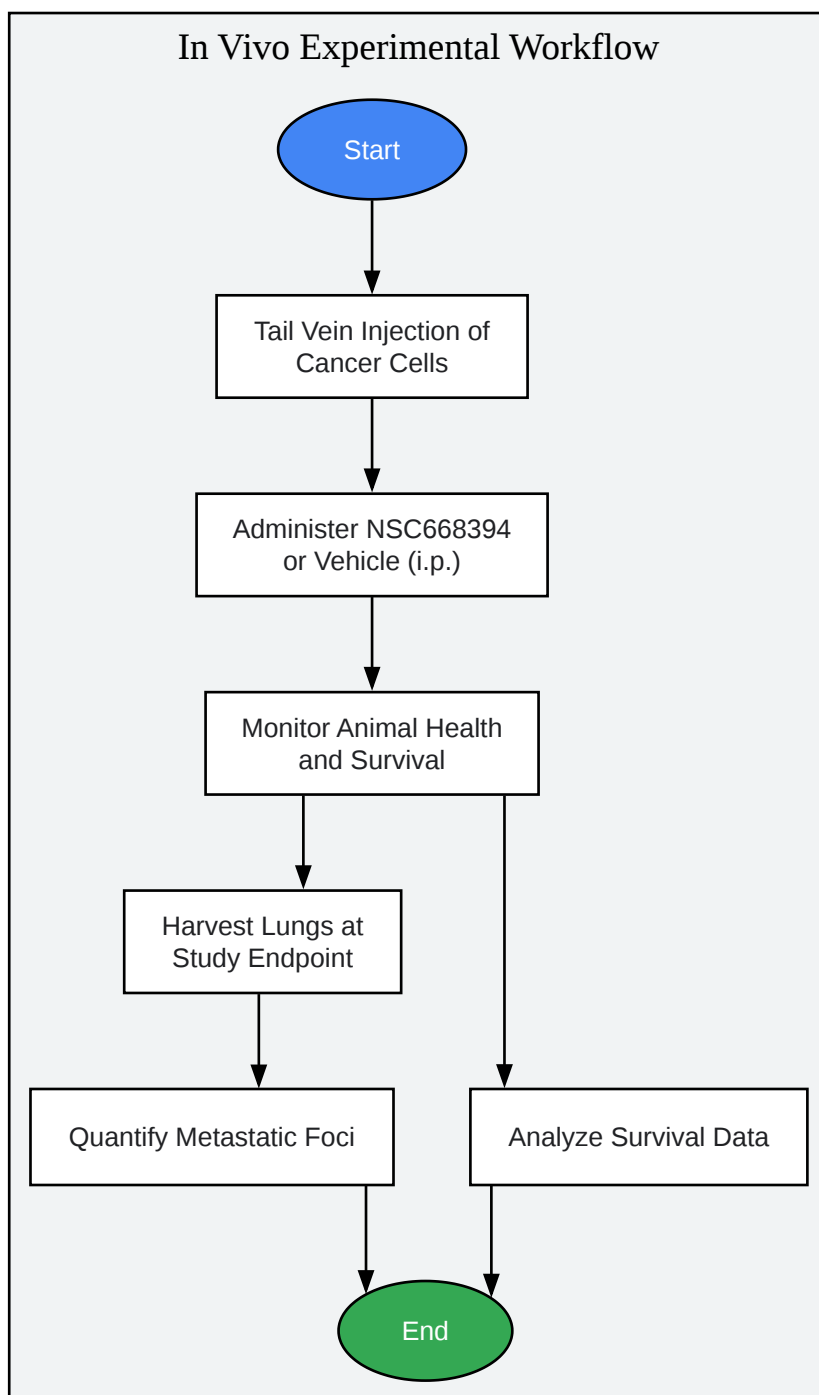 In Vivo Experimental Workflow
Start
Tail Vein Injection of
Cancer Cells
Administer NSC668394
or Vehicle (i.p.)
Monitor Animal Health
and Survival
Harvest Lungs at
Study Endpoint
Quantify Metastatic Foci
Analyze Survival Data
End